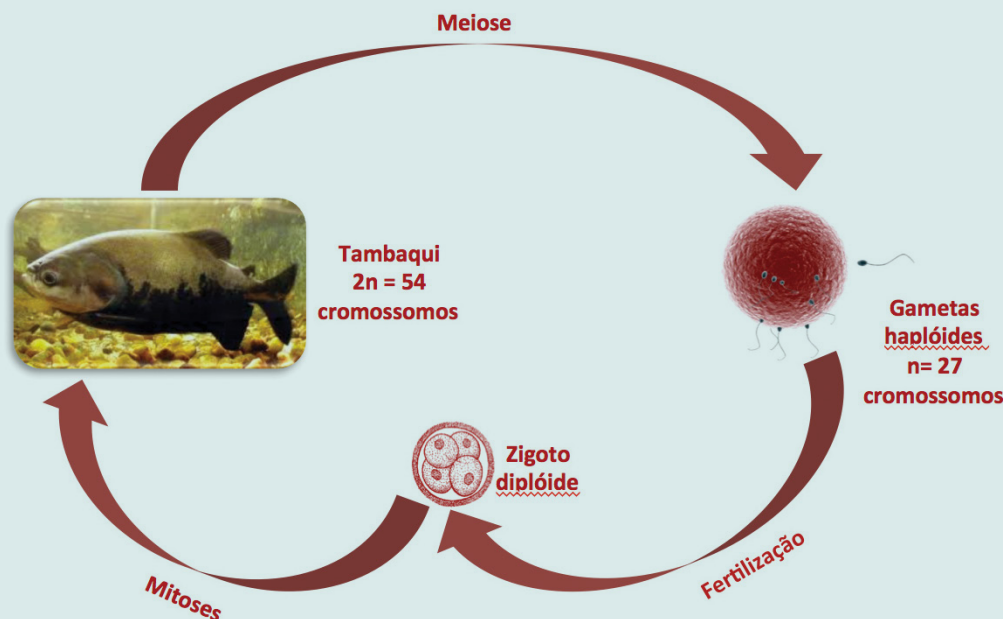 Meiose
Tambaqui
2n = 54
cromossomos
Gametas
haplóides
n= 27
cromossomos
Zigoto
diplóide
Fertilização
Mitoses